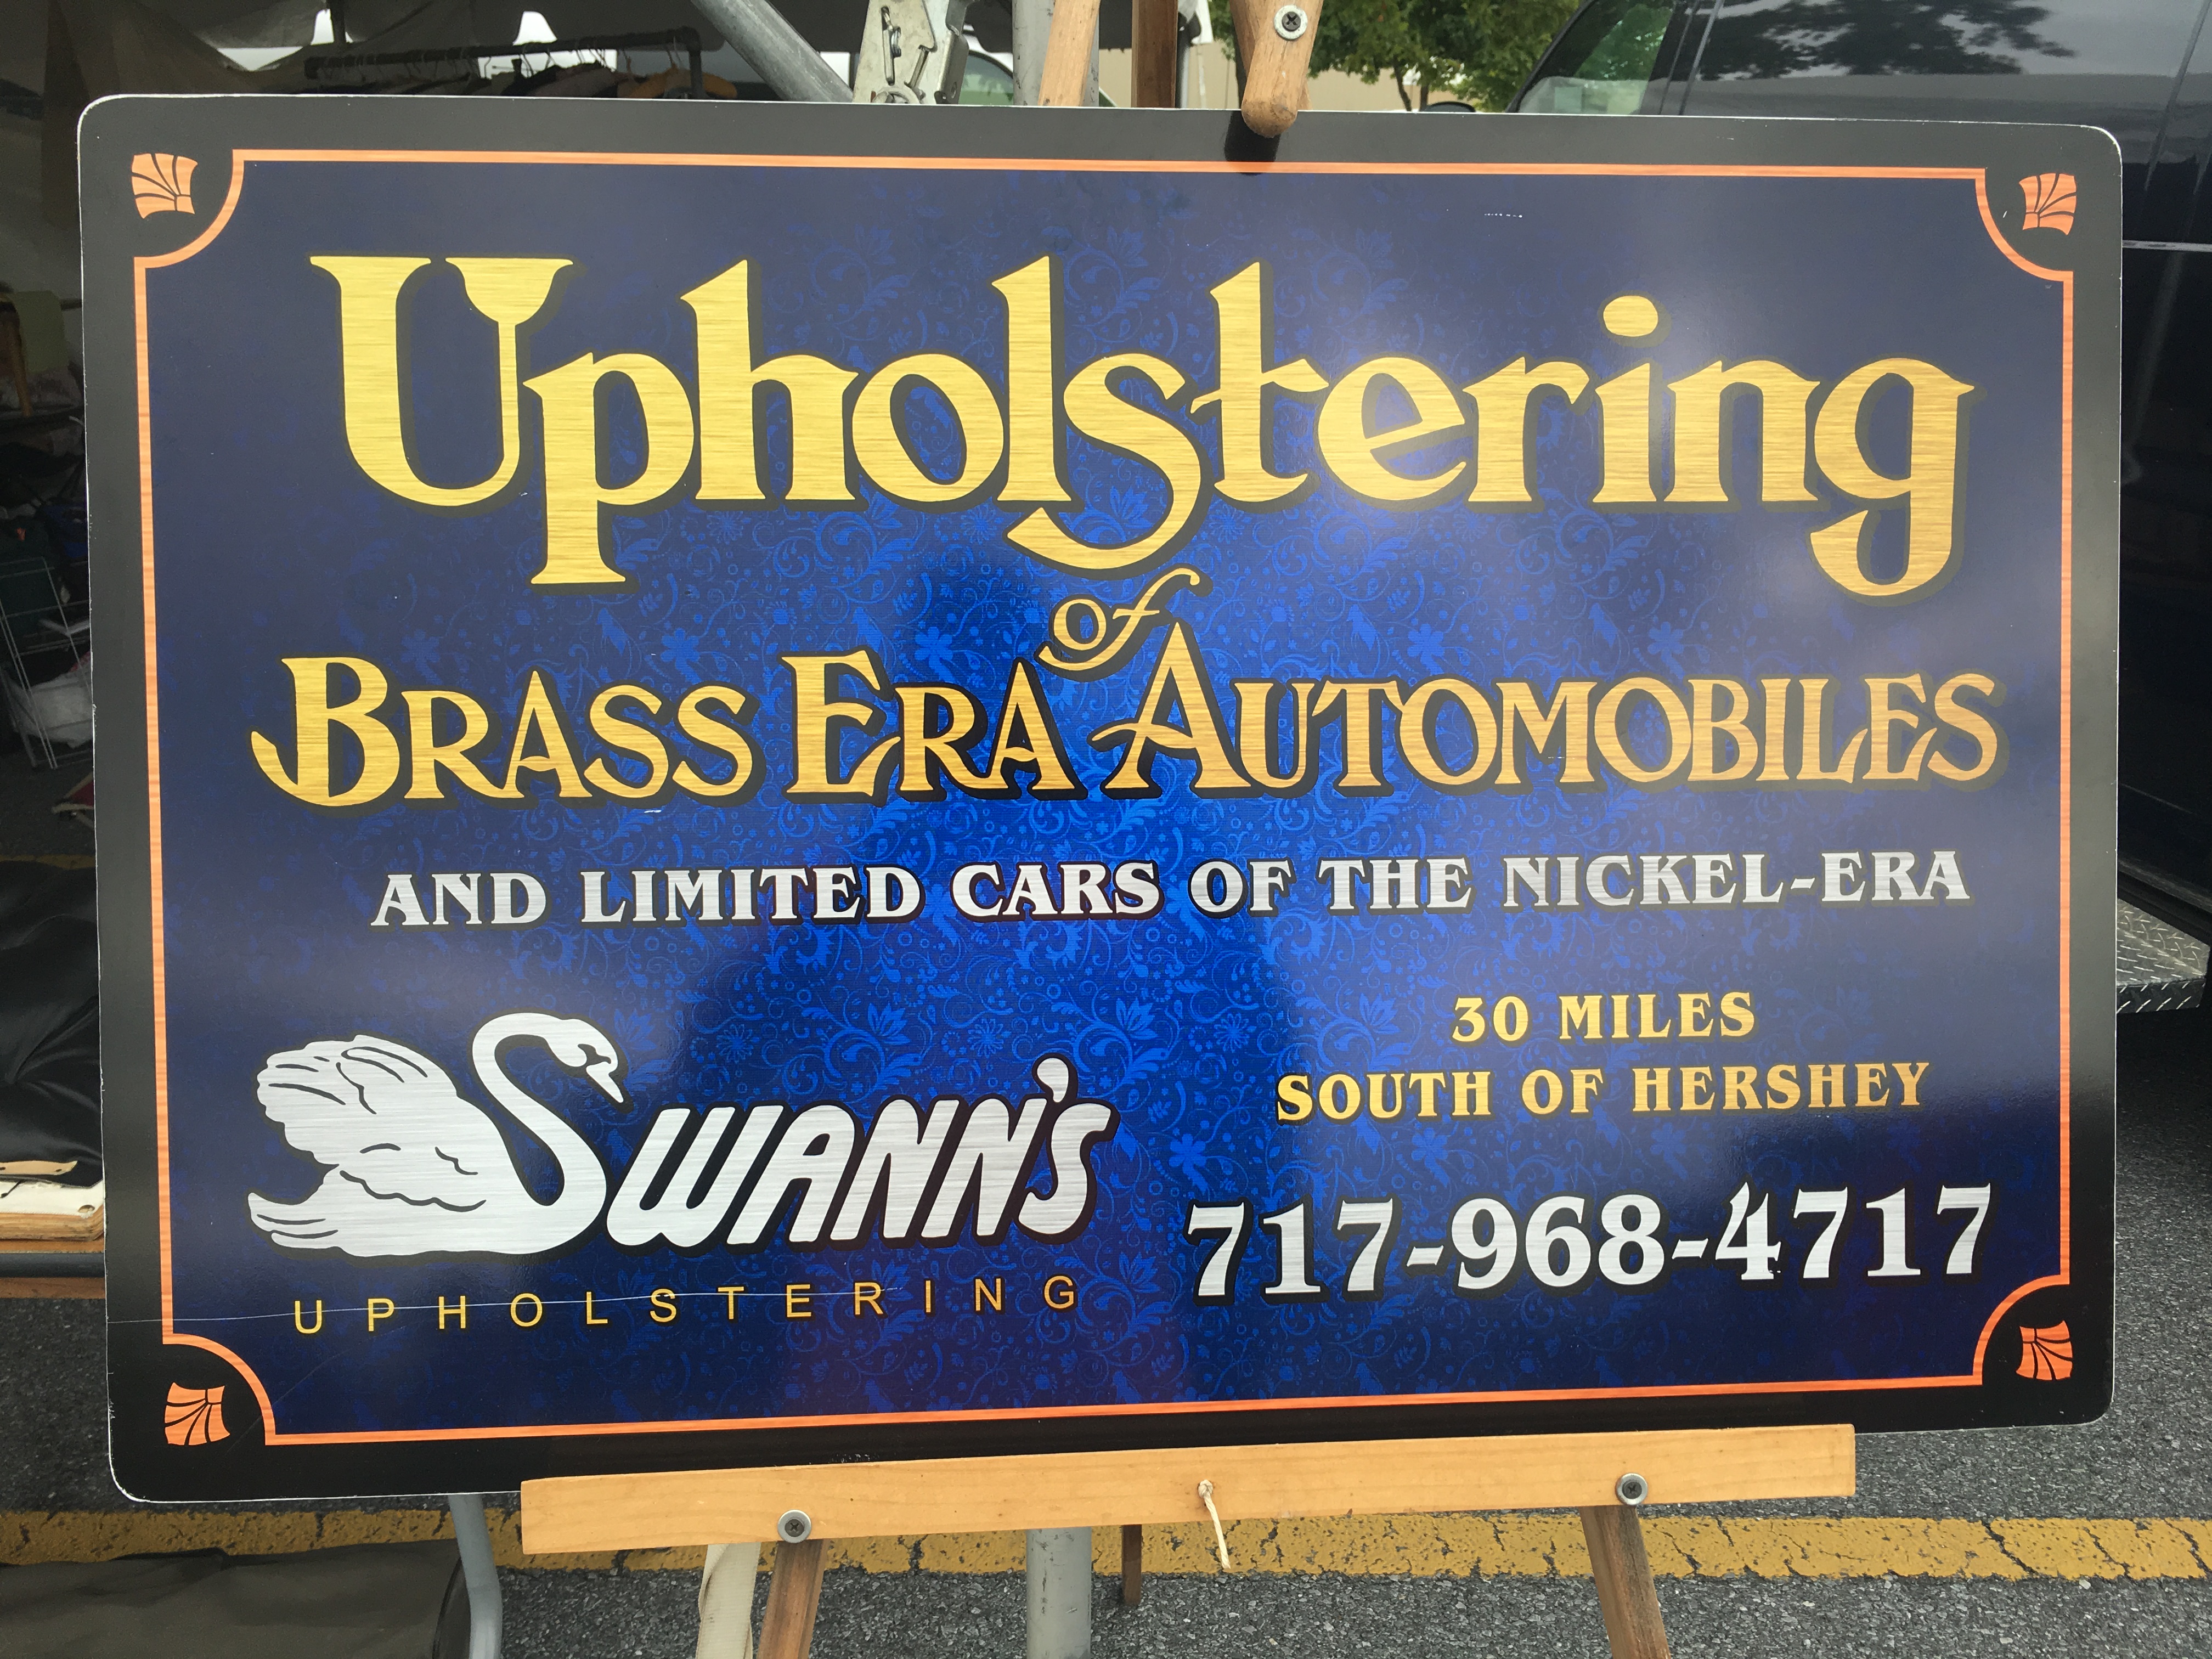 Upholstering
of
BRASS ERA AUTOMOBILES
AND LIMITED CARS OF THE NICKEL-ERA
SWANN'S
UPHOLSTERING
30 MILES
SOUTH OF HERSHEY
717-968-4717